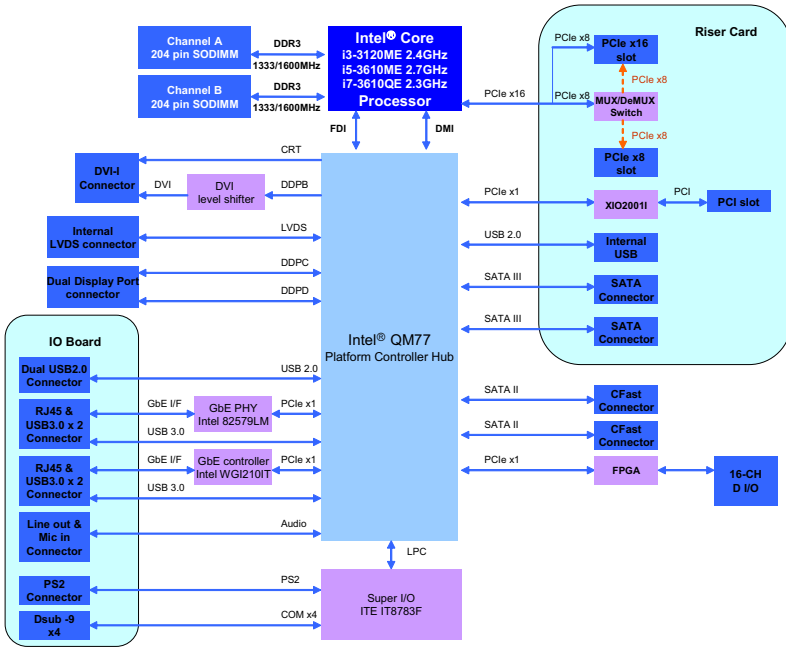 Channel A
204 pin SODIMM
DDR3
1333/1600MHz
Channel B
204 pin SODIMM
DDR3
1333/1600MHz
Intel® Core
i3-3120ME 2.4GHz
i5-3610ME 2.7GHz
i7-3610QE 2.3GHz
Processor
FDI
DMI
PCIe x16
Riser Card
PCIe x8
PCIe x16
slot
PCIe x8
PCIe x8
MUX/DeMUX
Switch
PCIe x8
PCIe x8
slot
PCIe x1
XIO2001I
PCI
PCI slot
USB 2.0
Internal
USB
SATA III
SATA
Connector
SATA III
SATA
Connector
CRT
DVI-I
Connector
DVI
DVI
level shifter
DDPB
Internal
LVDS connector
LVDS
Dual Display Port
connector
DDPC
DDPD
Intel® QM77
Platform Controller Hub
IO Board
Dual USB2.0
Connector
USB 2.0
RJ45 &
USB3.0 x 2
Connector
GbE I/F
GbE PHY
Intel 82579LM
PCIe x1
USB 3.0
RJ45 &
USB3.0 x 2
Connector
GbE I/F
GbE controller
Intel WGI210IT
PCIe x1
USB 3.0
Line out &
Mic in
Connector
Audio
PS2
Connector
PS2
Dsub -9
x4
COM x4
LPC
Super I/O
ITE IT8783F
SATA II
CFast
Connector
SATA II
CFast
Connector
PCIe x1
FPGA
16-CH
D I/O